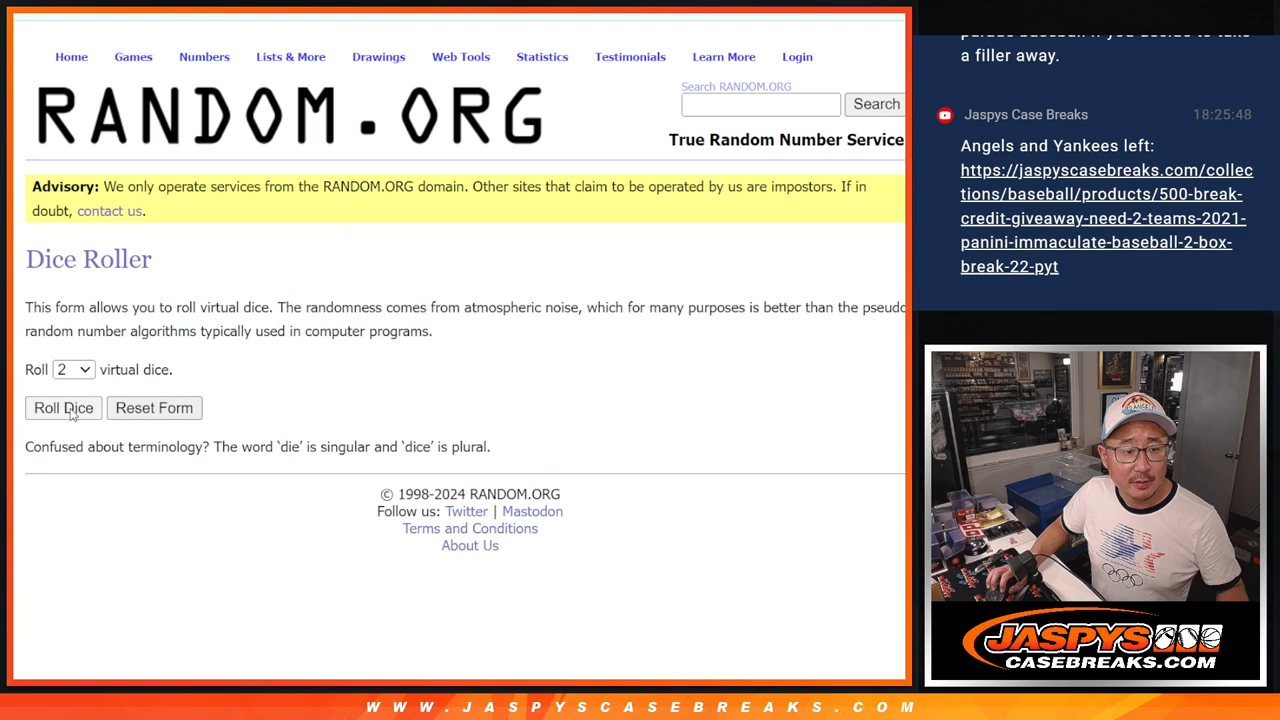 Home Games Numbers Lists & More Drawings Web Tools Statistics Testimonials Learn More Login
RANDOM.ORG
Search RANDOM.ORG
Search
True Random Number Service
Advisory: We only operate services from the RANDOM.ORG domain. Other sites that claim to be operated by us are impostors. If in
doubt, contact us.
Dice Roller
This form allows you to roll virtual dice. The randomness comes from atmospheric noise, which for many purposes is better than the pseudo
random number algorithms typically used in computer programs.
Roll 2 virtual dice.
Roll Dice Reset Form
Confused about terminology? The word ‘die’ is singular and ‘dice’ is plural.
© 1998-2024 RANDOM.ORG
Follow us: Twitter | Mastodon
Terms and Conditions
About Us
a filler away.
Jaspys Case Breaks 18:25:48
Angels and Yankees left:
https://jaspyscasebreaks.com/collec
tions/baseball/products/500-break-
credit-giveaway-need-2-teams-2021-
panini-immaculate-baseball-2-box-
break-22-pyt
JASPYS
CASEBREAKS.COM
WWW.JASPYSCASEBREAKS.COM